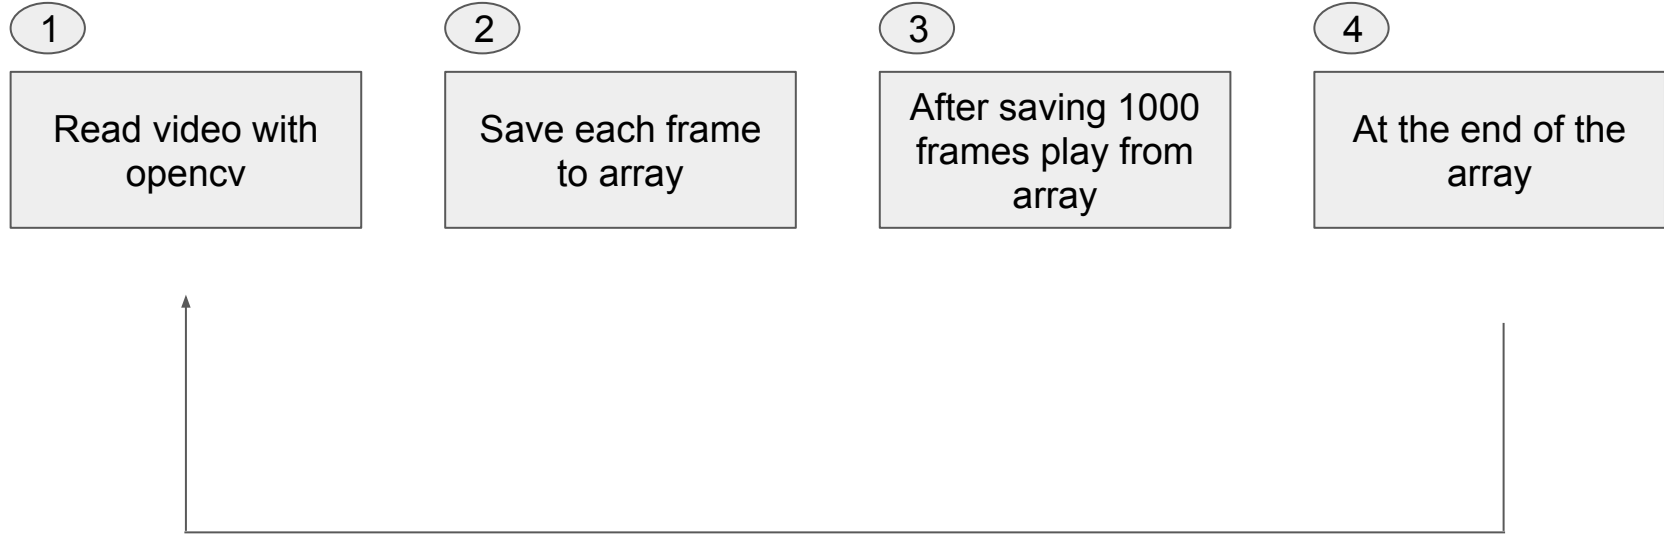 1
Read video with
opencv
2
Save each frame
to array
3
After saving 1000
frames play from
array
4
At the end of the
array